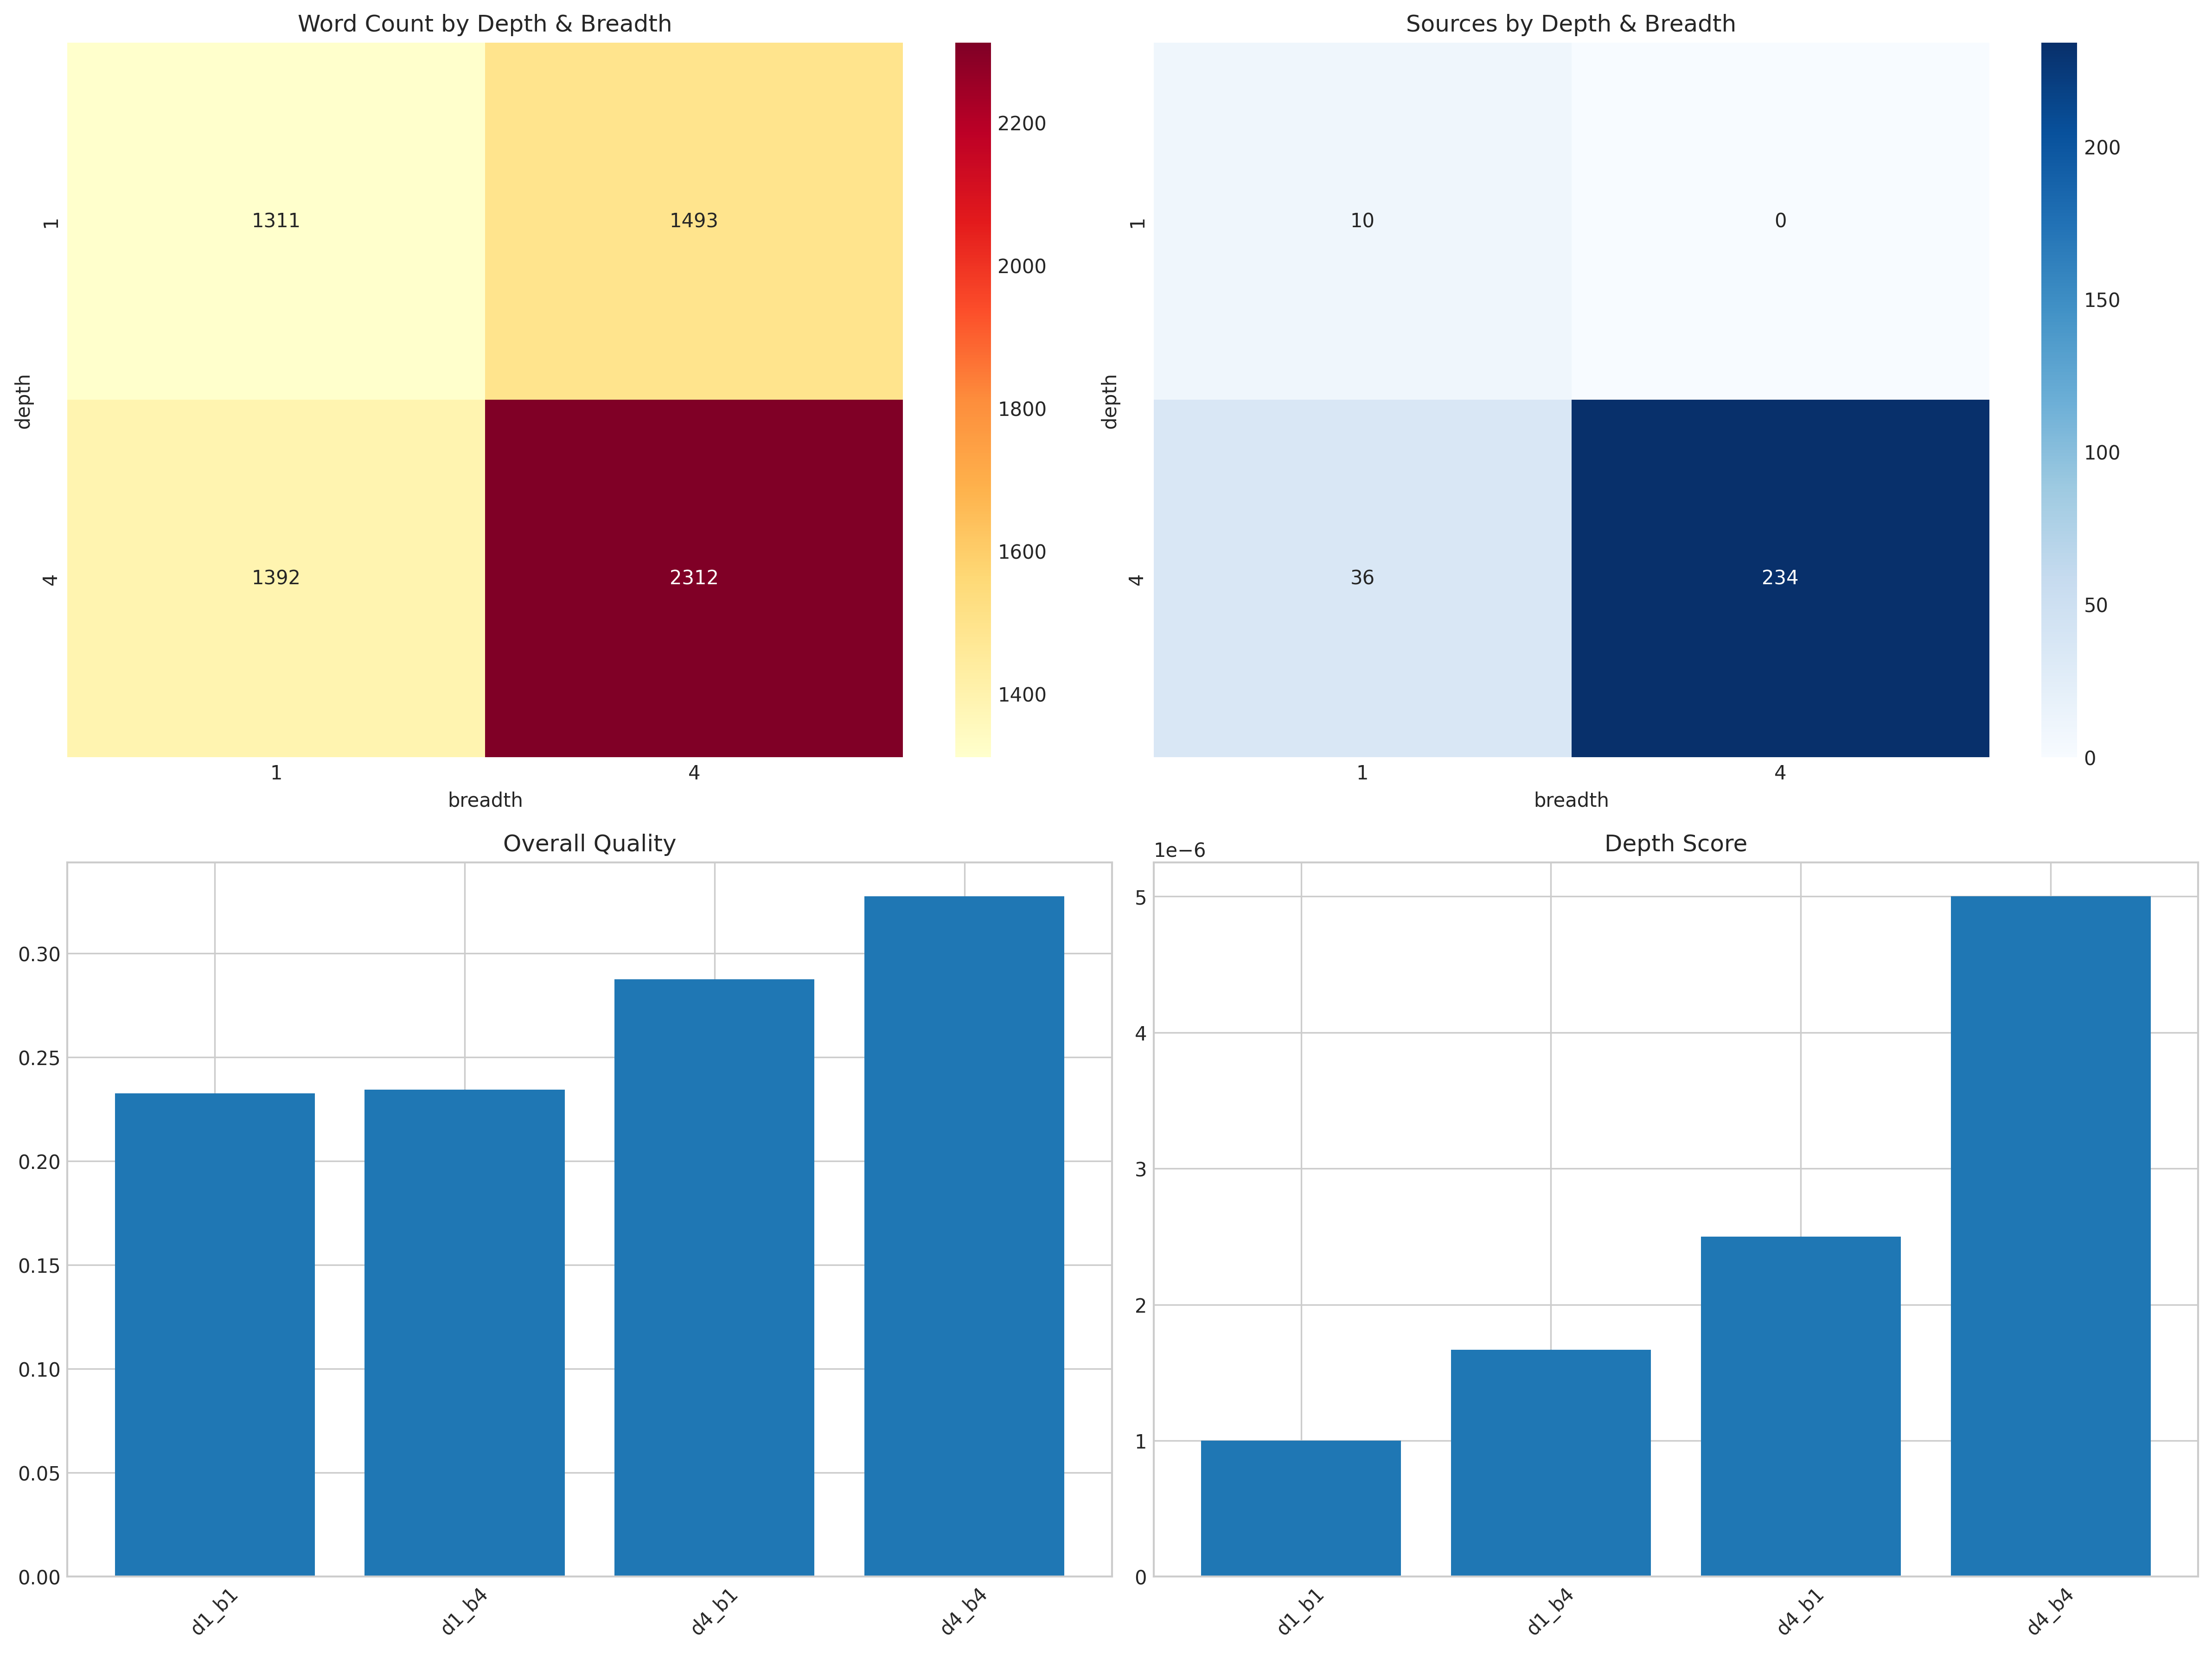 Word Count by Depth & Breadth
1311
1493
1392
2312
1
4
depth
1
4
breadth
2200
2000
1800
1600
1400
Sources by Depth & Breadth
10
0
36
234
1
4
depth
1
4
breadth
200
150
100
50
0
Overall Quality
0.30
0.25
0.20
0.15
0.10
0.05
0.00
d1_b1
d1_b4
d4_b1
d4_b4
Depth Score
1e−6
5
4
3
2
1
0
d1_b1
d1_b4
d4_b1
d4_b4